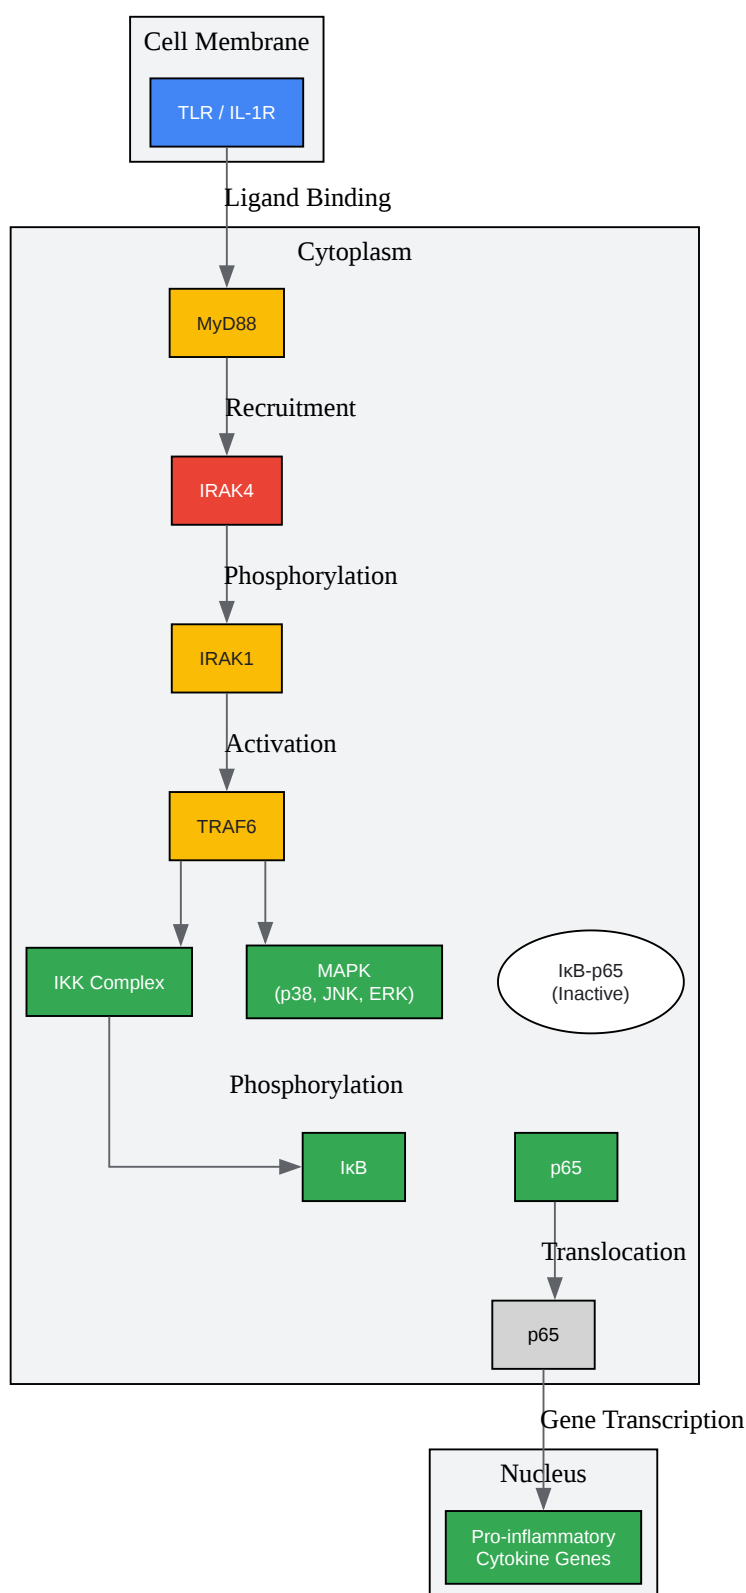 Cell Membrane
TLR / IL-1R
Ligand Binding
Cytoplasm
MyD88
Recruitment
IRAK4
Phosphorylation
IRAK1
Activation
TRAF6
IKK Complex
MAPK
(p38, JNK, ERK)
IκB-p65
(Inactive)
Phosphorylation
IκB
p65
Translocation
p65
Gene Transcription
Nucleus
Pro-inflammatory
Cytokine Genes